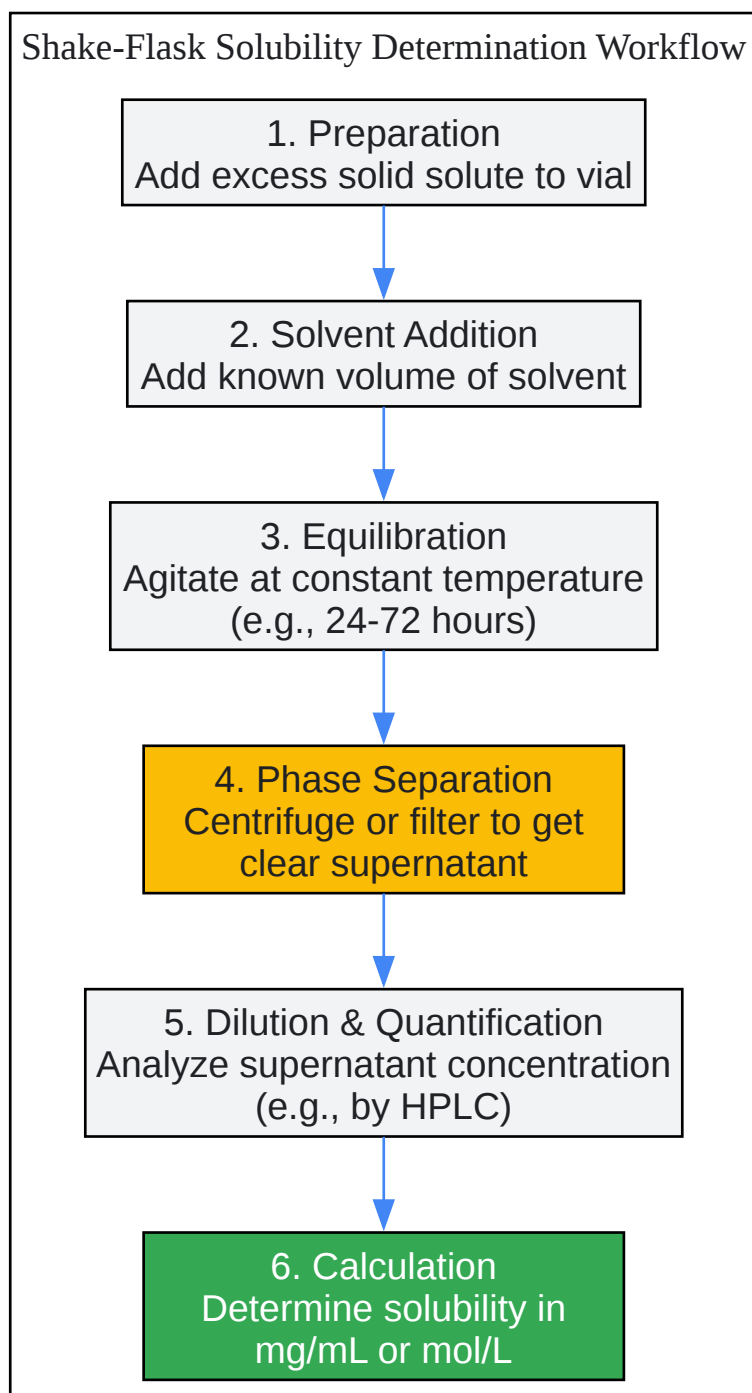 Shake-Flask Solubility Determination Workflow
1. Preparation
Add excess solid solute to vial
2. Solvent Addition
Add known volume of solvent
3. Equilibration
Agitate at constant temperature
(e.g., 24-72 hours)
4. Phase Separation
Centrifuge or filter to get
clear supernatant
5. Dilution & Quantification
Analyze supernatant concentration
(e.g., by HPLC)
6. Calculation
Determine solubility in
mg/mL or mol/L